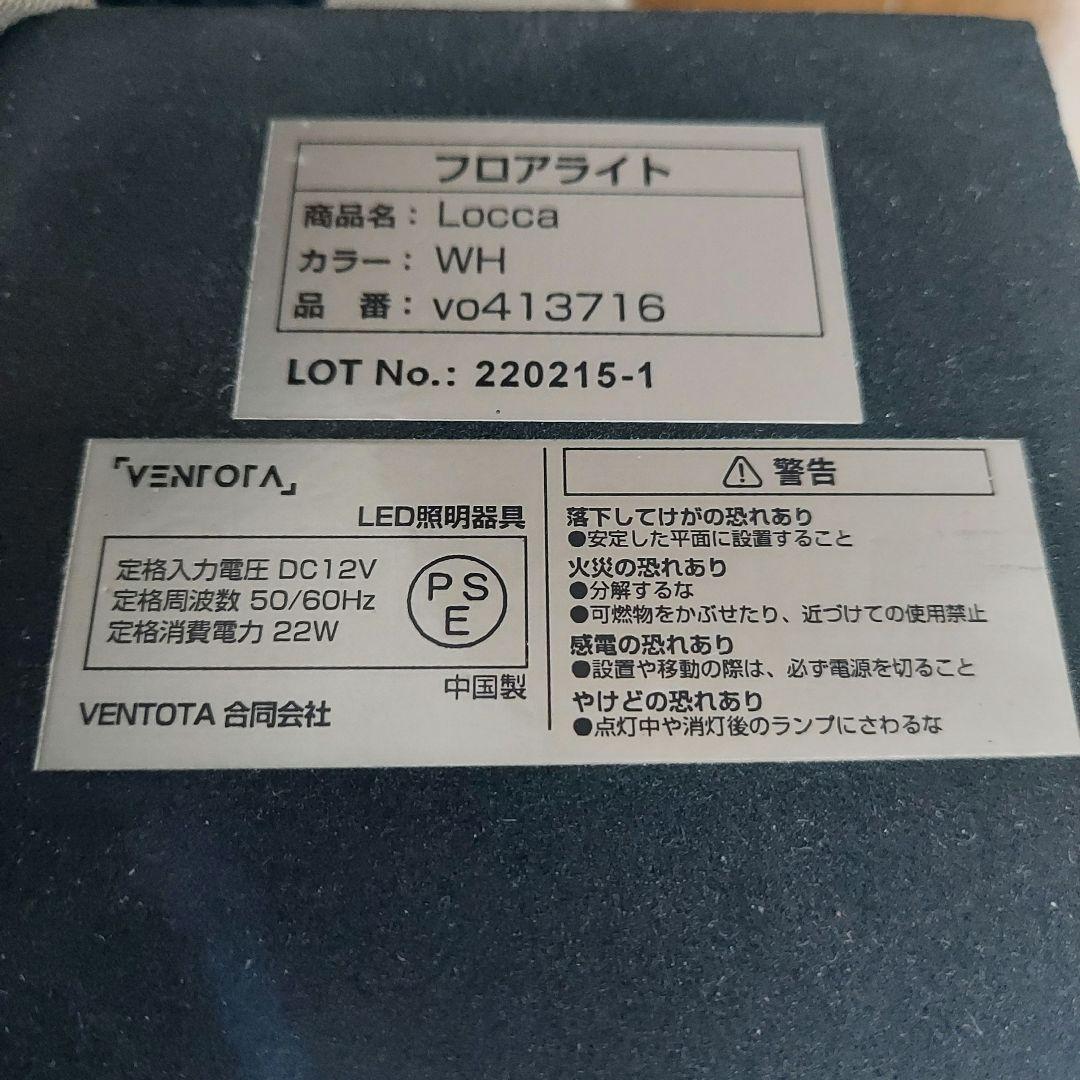 フロアライト
商品名：Locca
カラー：WH
品　番：vo413716
LOT No.: 220215-1
「VENTOTA」
LED照明器具
定格入力電圧 DC12V
定格周波数 50/60Hz
定格消費電力 22W
PS
E
中国製
VENTOTA 合同会社
警告
落下してけがの恐れあり
●安定した平面に設置すること
火災の恐れあり
●分解するな
●可燃物をかぶせたり、近づけての使用禁止
感電の恐れあり
●設置や移動の際は、必ず電源を切ること
やけどの恐れあり
●点灯中や消灯後のランプにさわるな